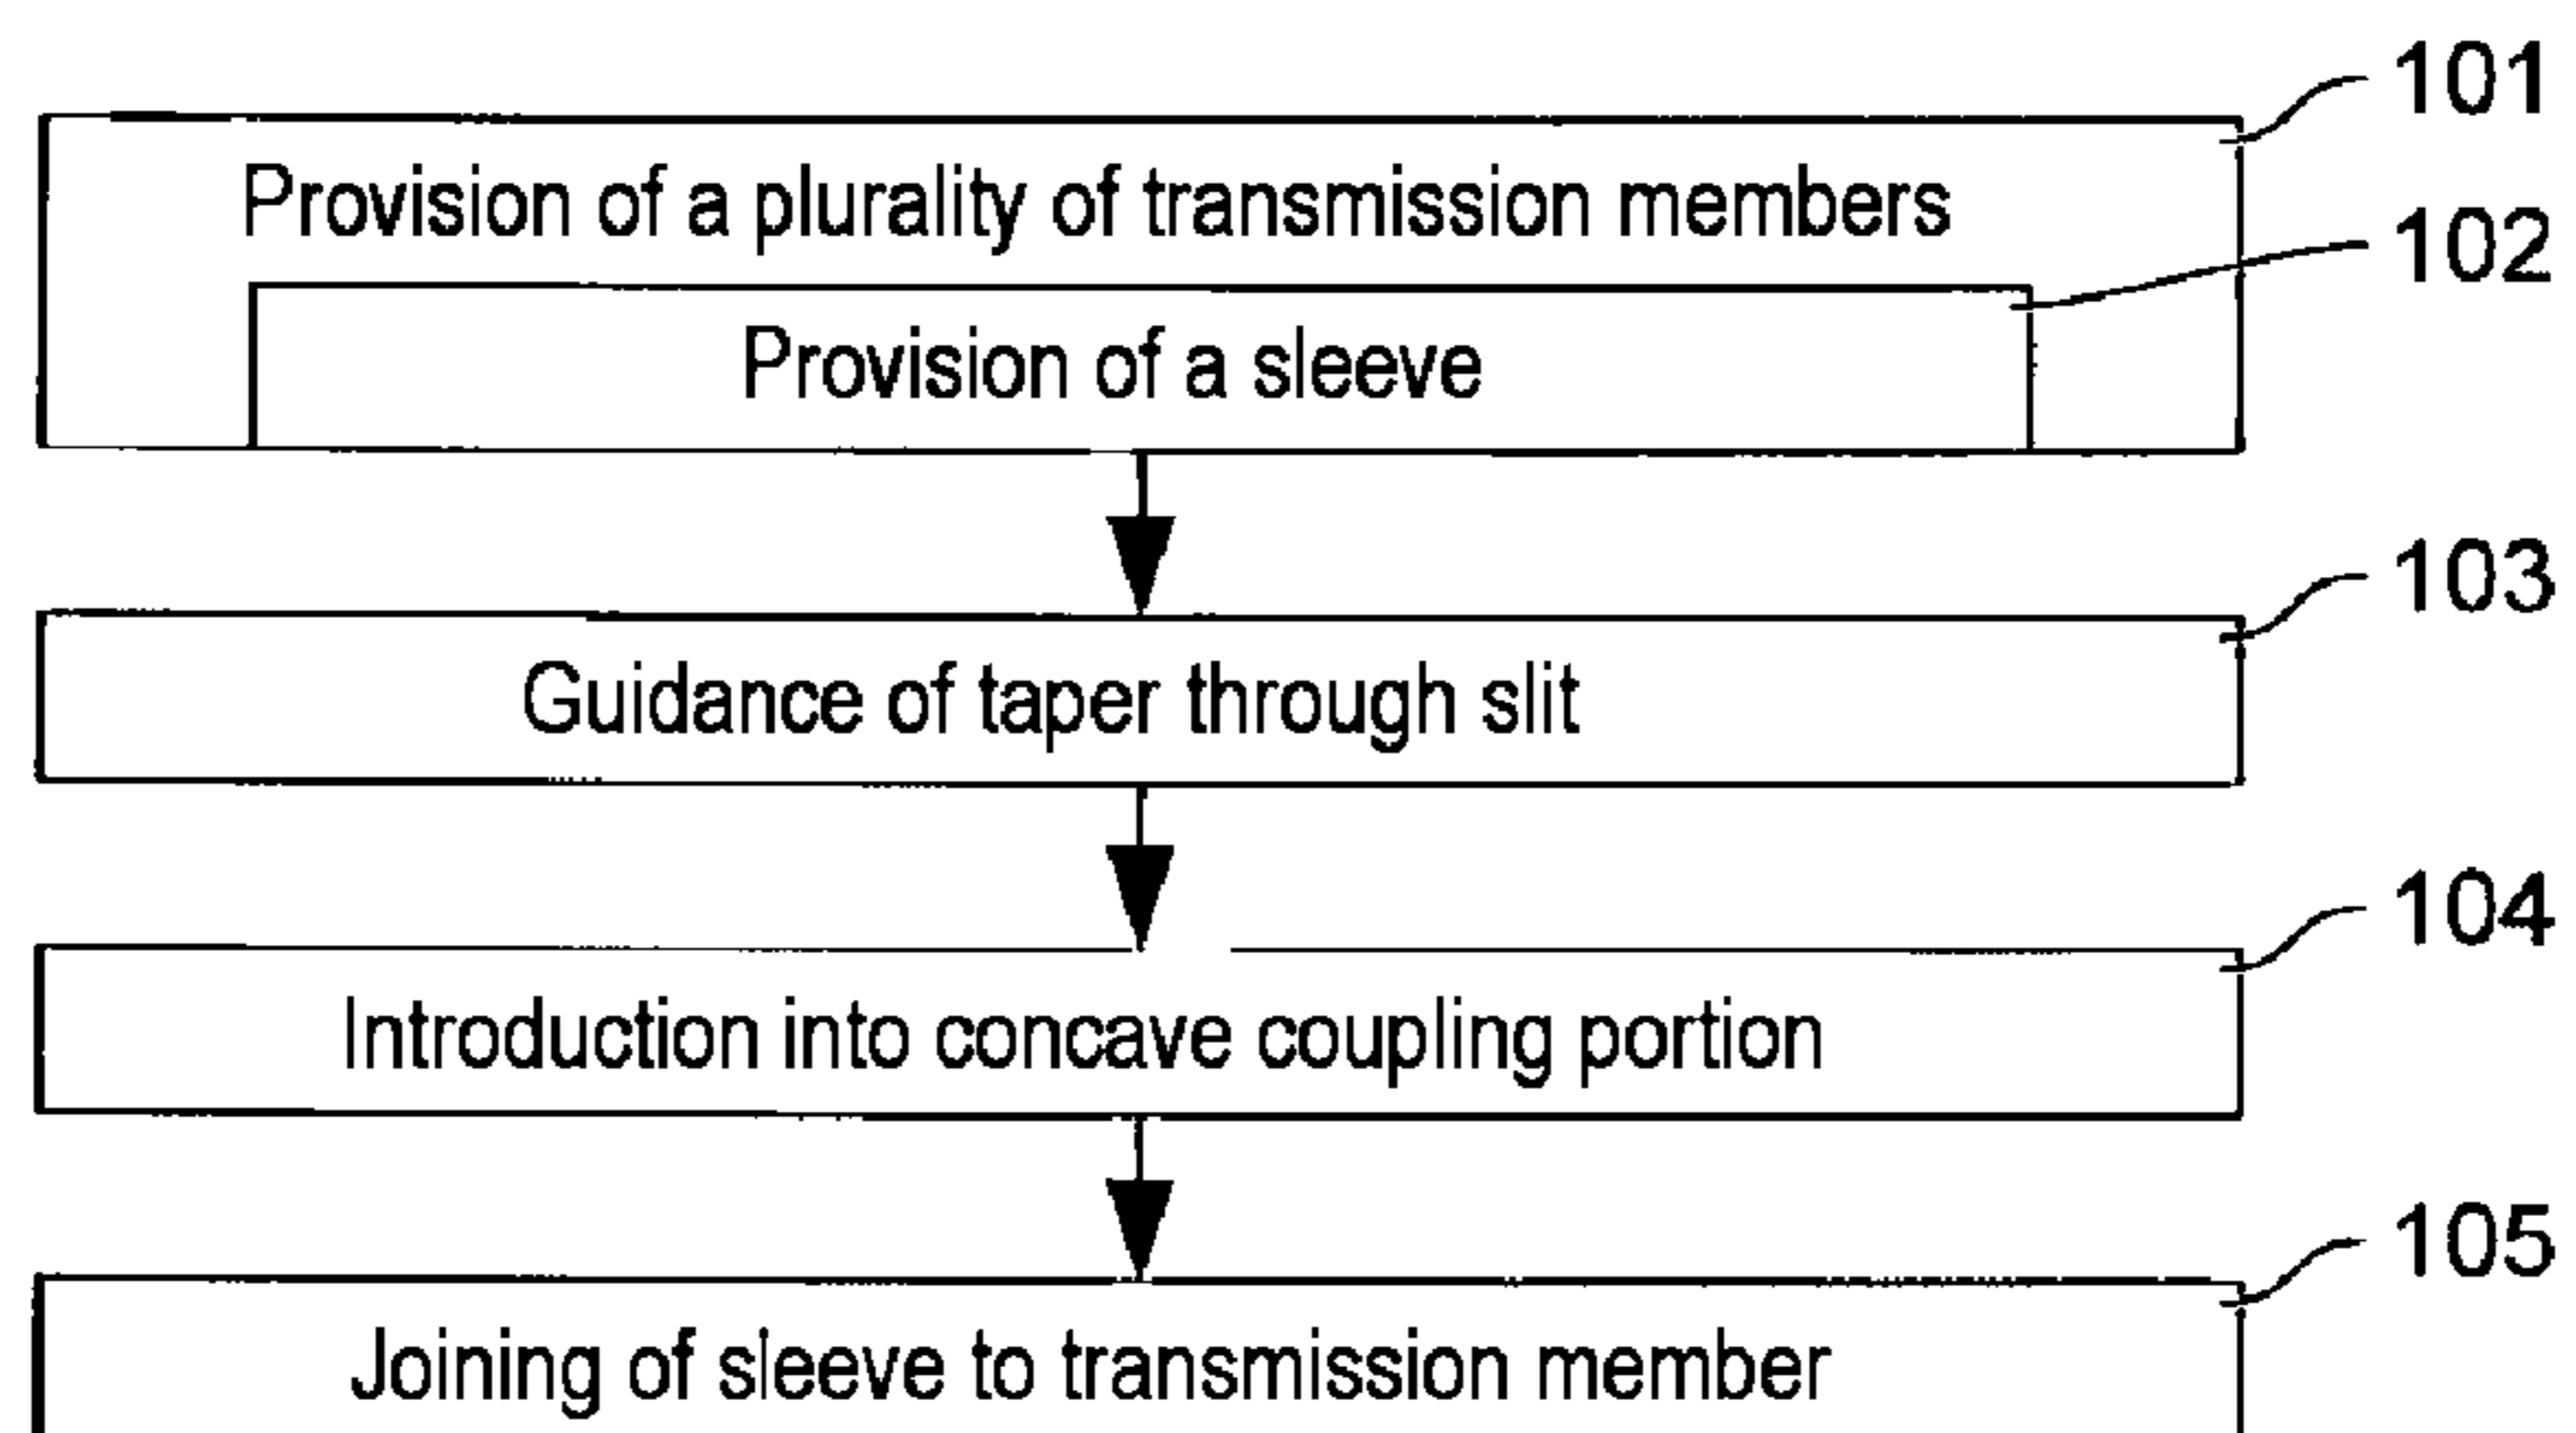 101
Provision of a plurality of transmission members
102
Provision of a sleeve
103
Guidance of taper through slit
104
Introduction into concave coupling portion
105
Joining of sleeve to transmission member